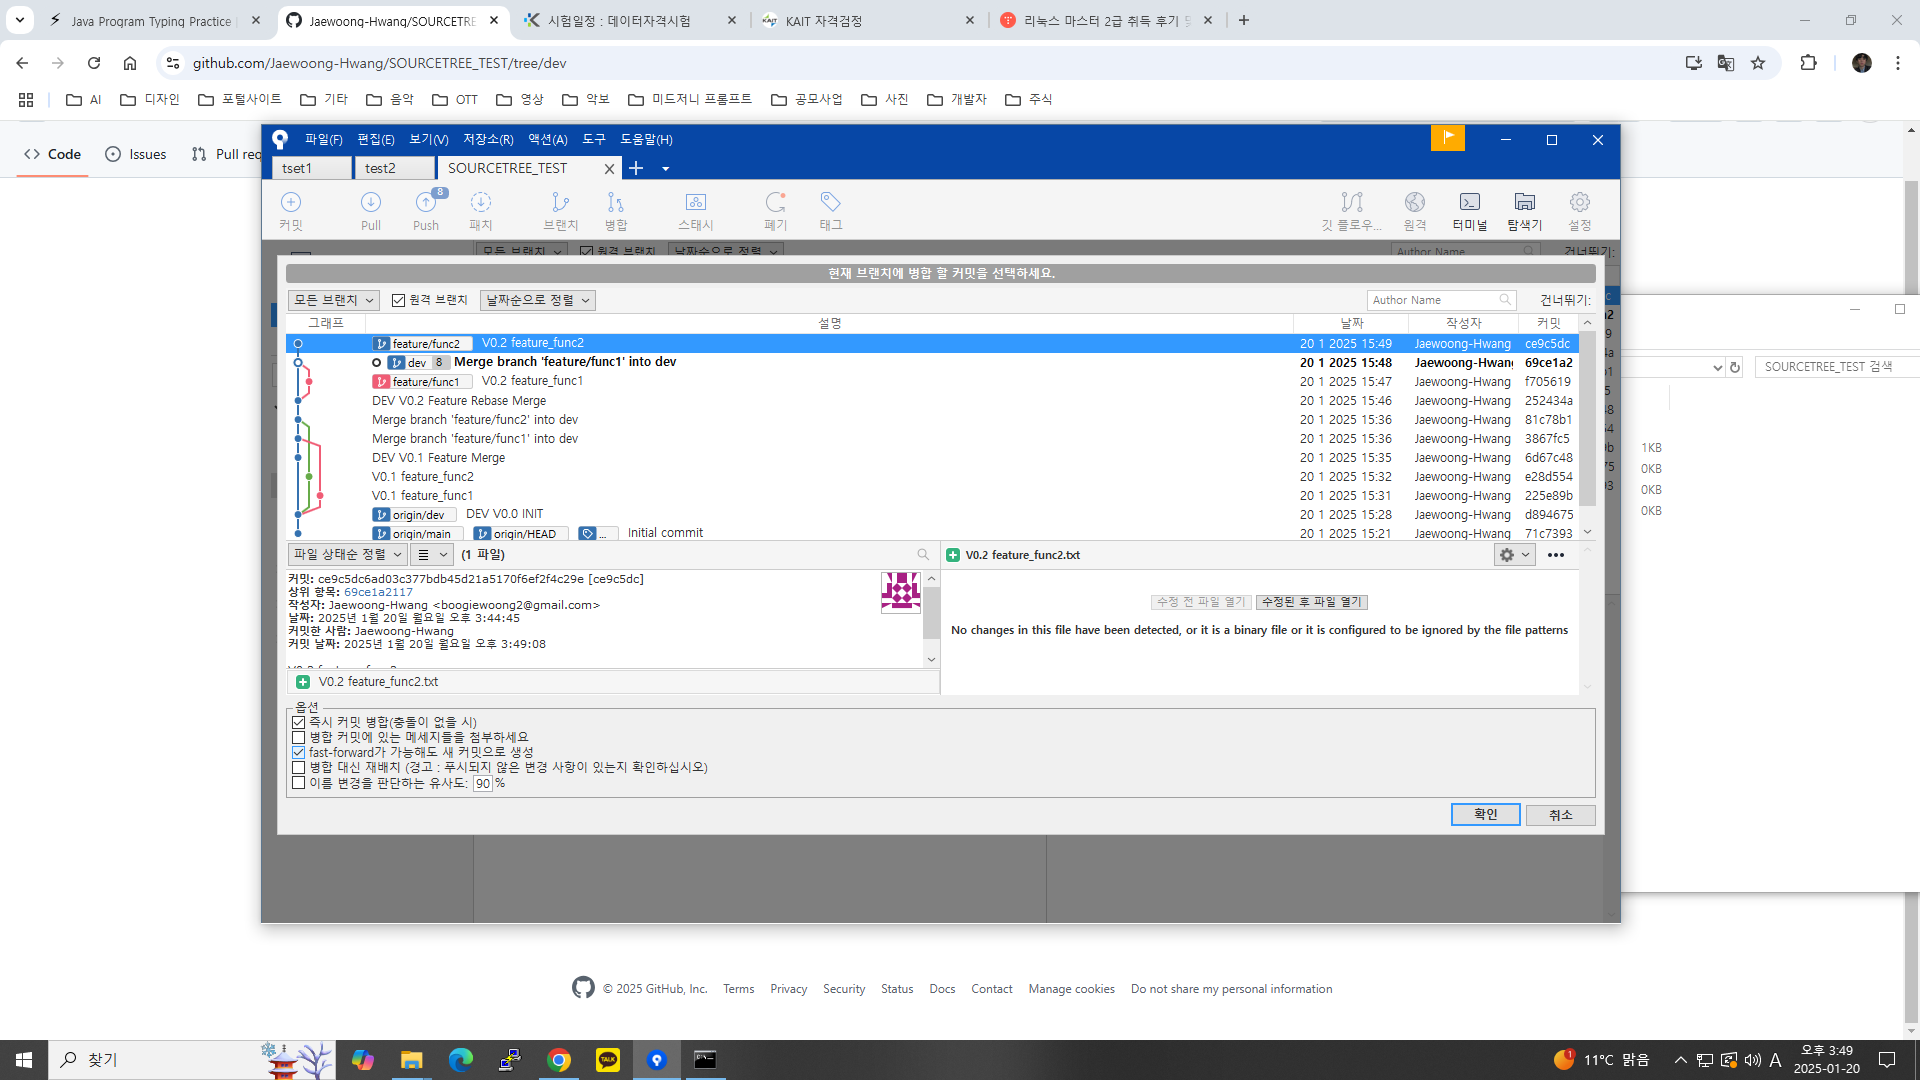 Java Program Typing Practice
Jaewoong-Hwang/SOURCETRE
시험일정 : 데이터자격시험
KAIT 자격검정
리눅스 마스터 2급 취득 후기 및
github.com/Jaewoong-Hwang/SOURCETREE_TEST/tree/dev
AI 디자인 포털사이트 기타 음악 OTT 영상 악보 미드저니 프롬프트 공모사업 사진 개발자 주식
Code Issues Pull req
파일(F) 편집(E) 보기(V) 저장소(R) 액션(A) 도구 도움말(H)
tset1 test2 SOURCETREE_TEST
8
커밋 Pull Push 패치 브랜치 병합 스태시 폐기 태그 깃 플로우... 원격 터미널 탐색기 설정
모든 브랜치 원격 브랜치 날짜순으로 정렬 Author Name 건너뛰기:
현재 브랜치에 병합 할 커밋을 선택하세요.
모든 브랜치 원격 브랜치 날짜순으로 정렬 Author Name 건너뛰기:
그래프 설명 날짜 작성자 커밋
feature/func2 V0.2 feature_func2 20 1 2025 15:49 Jaewoong-Hwang ce9c5dc
dev 8 Merge branch 'feature/func1' into dev 20 1 2025 15:48 Jaewoong-Hwang 69ce1a2
feature/func1 V0.2 feature_func1 20 1 2025 15:47 Jaewoong-Hwang f705619
DEV V0.2 Feature Rebase Merge 20 1 2025 15:46 Jaewoong-Hwang 252434a
Merge branch 'feature/func2' into dev 20 1 2025 15:36 Jaewoong-Hwang 81c78b1
Merge branch 'feature/func1' into dev 20 1 2025 15:36 Jaewoong-Hwang 3867fc5
DEV V0.1 Feature Merge 20 1 2025 15:35 Jaewoong-Hwang 6d67c48
V0.1 feature_func2 20 1 2025 15:32 Jaewoong-Hwang e28d554
V0.1 feature_func1 20 1 2025 15:31 Jaewoong-Hwang 225e89b
origin/dev DEV V0.0 INIT 20 1 2025 15:28 Jaewoong-Hwang d894675
origin/main origin/HEAD ... Initial commit 20 1 2025 15:21 Jaewoong-Hwang 71c7393
SOURCETREE_TEST 검색
1KB
0KB
0KB
0KB
파일 상태순 정렬 (1 파일)
V0.2 feature_func2.txt
커밋: ce9c5dc6ad03c377bdb45d21a5170f6ef2f4c29e [ce9c5dc]
상위 항목: 69ce1a2117
작성자: Jaewoong-Hwang <boogiewoong2@gmail.com>
날짜: 2025년 1월 20일 월요일 오후 3:44:45
커밋한 사람: Jaewoong-Hwang
커밋 날짜: 2025년 1월 20일 월요일 오후 3:49:08
V0.2 feature_func2.txt
수정 전 파일 열기 수정된 후 파일 열기
No changes in this file have been detected, or it is a binary file or it is configured to be ignored by the file patterns
옵션
즉시 커밋 병합(충돌이 없을 시)
병합 커밋에 있는 메세지들을 첨부하세요
fast-forward가 가능해도 새 커밋으로 생성
병합 대신 재배치 (경고 : 푸시되지 않은 변경 사항이 있는지 확인하십시오)
이름 변경을 판단하는 유사도: 90 %
확인 취소
© 2025 GitHub, Inc. Terms Privacy Security Status Docs Contact Manage cookies Do not share my personal information
찾기
TALK
1
11°C 맑음
A
오후 3:49
2025-01-20